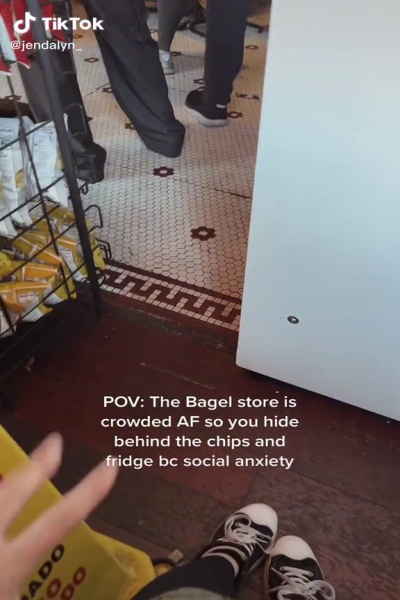 TikTok
@jendalyn_
POV: The Bagel store is
crowded AF so you hide
behind the chips and
fridge bc social anxiety